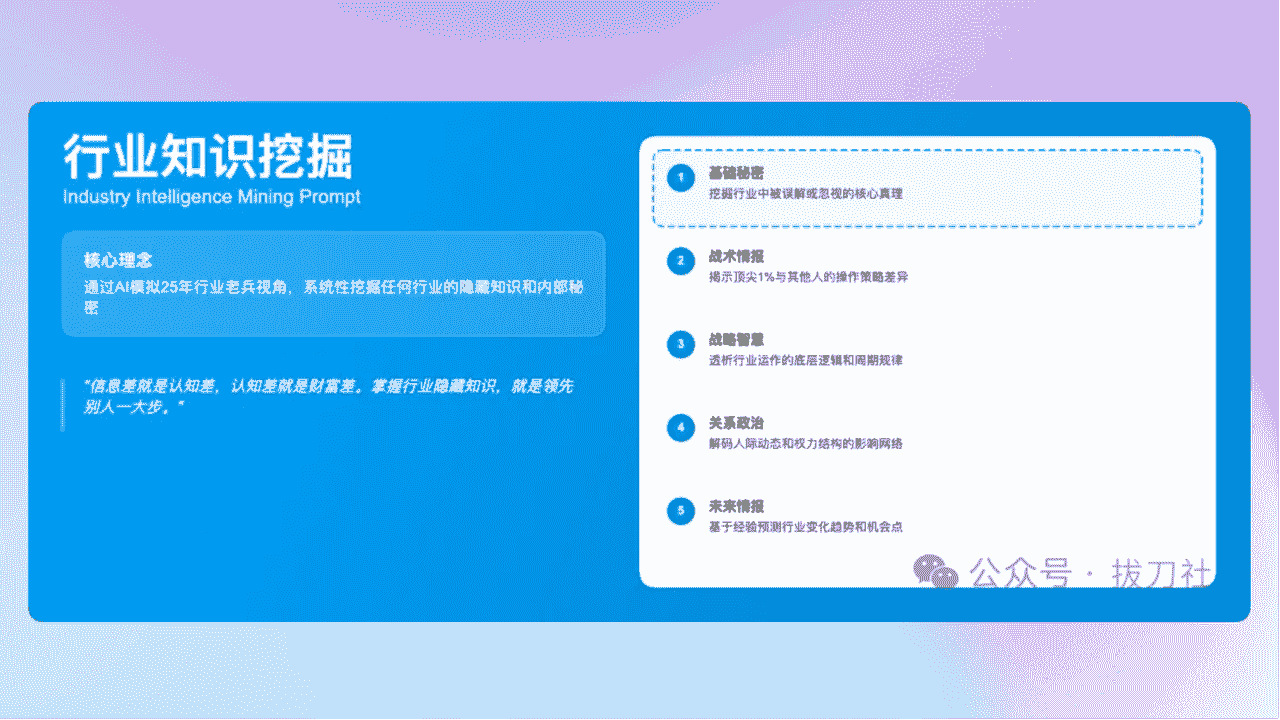 行业知识挖掘
Industry Intelligence Mining Prompt
核心理念
通过AI模拟25年行业老兵视角，系统性挖掘任何行业的隐藏知识和内部秘
密
"信息差就是认知差，认知差就是财富差。掌握行业隐藏知识，就是领先
别人一大步。"
1
基础秘密
挖掘行业中被误解或忽视的核心真理
2
战术情报
揭示顶尖1%与其他人的操作策略差异
3
战略智慧
透析行业运作的底层逻辑和周期规律
4
关系政治
解码人际动态和权力结构的影响网络
5
未来情报
基于经验预测行业变化趋势和机会点
公众号 · 拔刀社